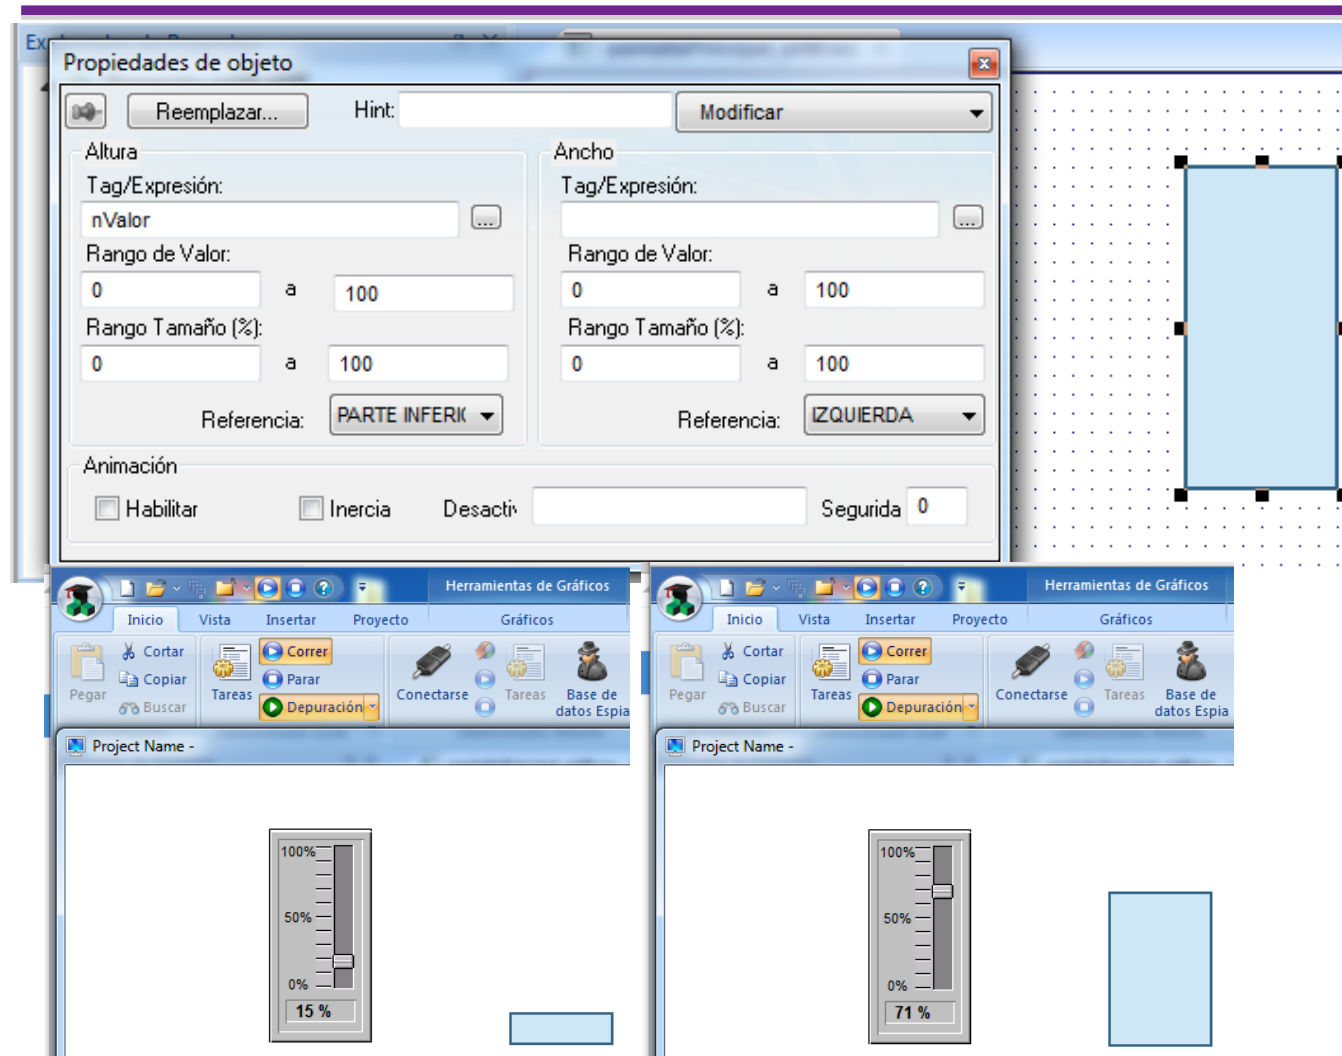 Ex
Propiedades de objeto
Reemplazar...
Hint:
Modificar
Altura
Tag/Expresión:
nValor
...
Rango de Valor:
0
a
100
Rango Tamaño (%):
0
a
100
Referencia:
PARTE INFERI
Ancho
Tag/Expresión:
...
Rango de Valor:
0
a
100
Rango Tamaño (%):
0
a
100
Referencia:
IZQUIERDA
Animación
Habilitar
Inercia
Desactiv
Segurida
0
Herramientas de Gráficos
Inicio
Vista
Insertar
Proyecto
Gráficos
Pegar
Cortar
Copiar
Buscar
Tareas
Correr
Parar
Depuración
Conectarse
Tareas
Base de
datos Espia
Project Name -
100%
50%
0%
15 %
Herramientas de Gráficos
Inicio
Vista
Insertar
Proyecto
Gráficos
Pegar
Cortar
Copiar
Buscar
Tareas
Correr
Parar
Depuración
Conectarse
Tareas
Base de
datos Espia
Project Name -
100%
50%
0%
71 %